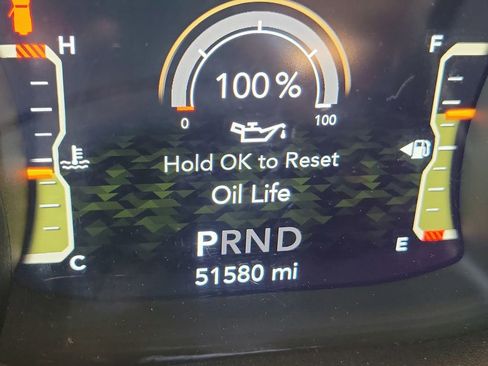 H
F
100 %
0
100
Hold OK to Reset
Oil Life
C
E
PRND
51580 mi